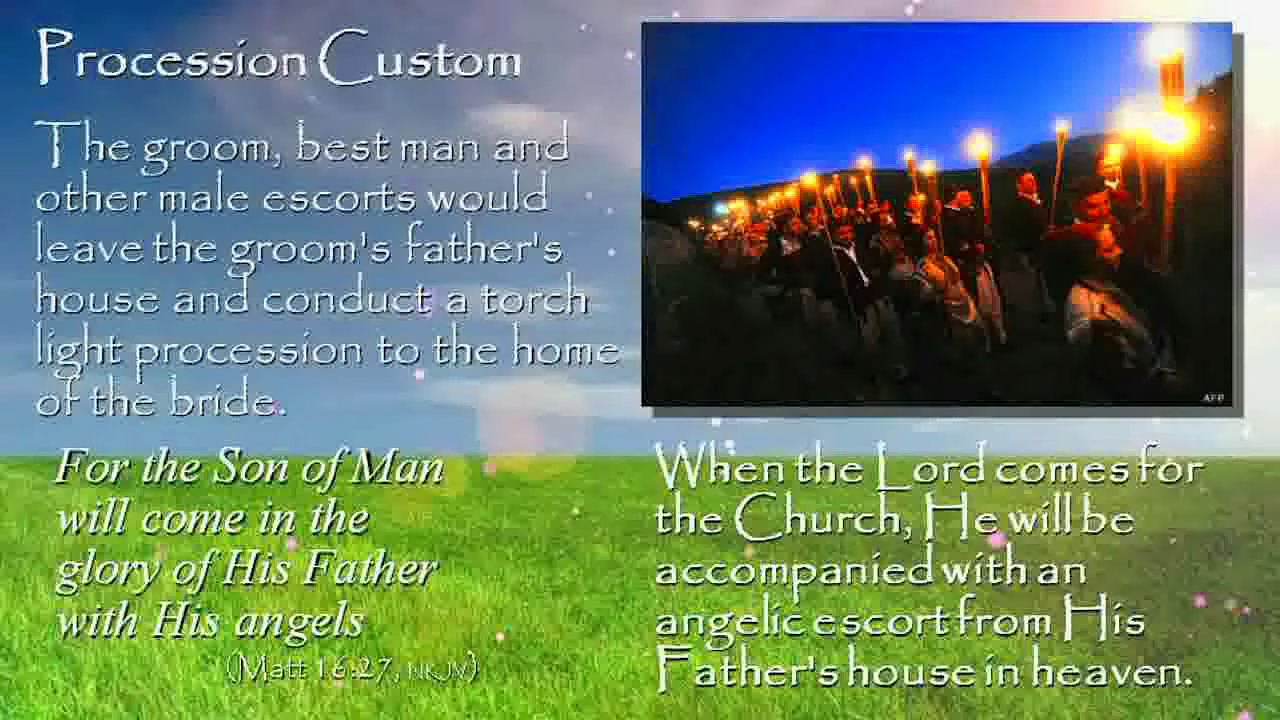 Procession Custom
The groom, best man and
other male escorts would
leave the groom's father's
house and conduct a torch
light procession to the home
of the bride.
For the Son of Man
will come in the
glory of His Father
with His angels
(Matt 16:27, NKJV)
AFP
When the Lord comes for
the Church, He will be
accompanied with an
angelic escort from His
Father's house in heaven.